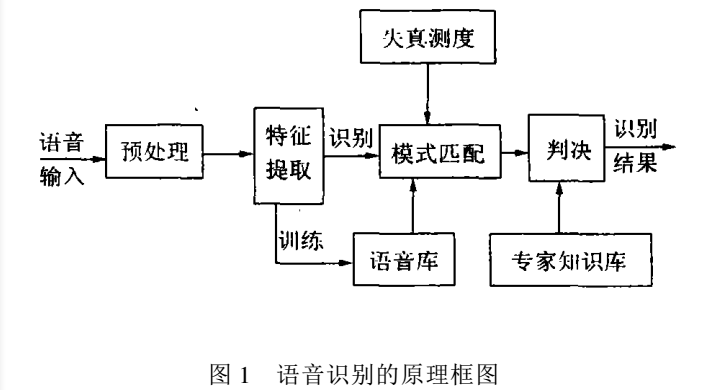 失真测度
语音
输入
预处理
特征
提取
识别
模式匹配
判决
识别
结果
训练
语音库
专家知识库
图 1 语音识别的原理框图